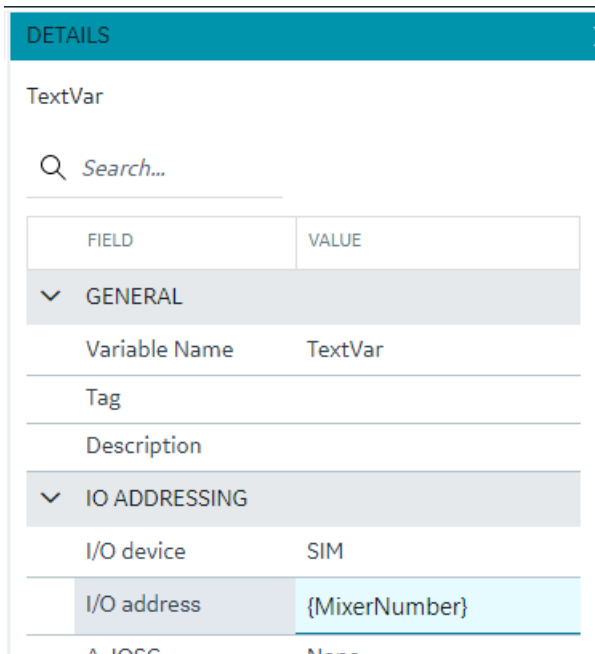 DETAILS
TextVar
Search...
FIELD VALUE
GENERAL
Variable Name TextVar
Tag
Description
IO ADDRESSING
I/O device SIM
I/O address {MixerNumber}